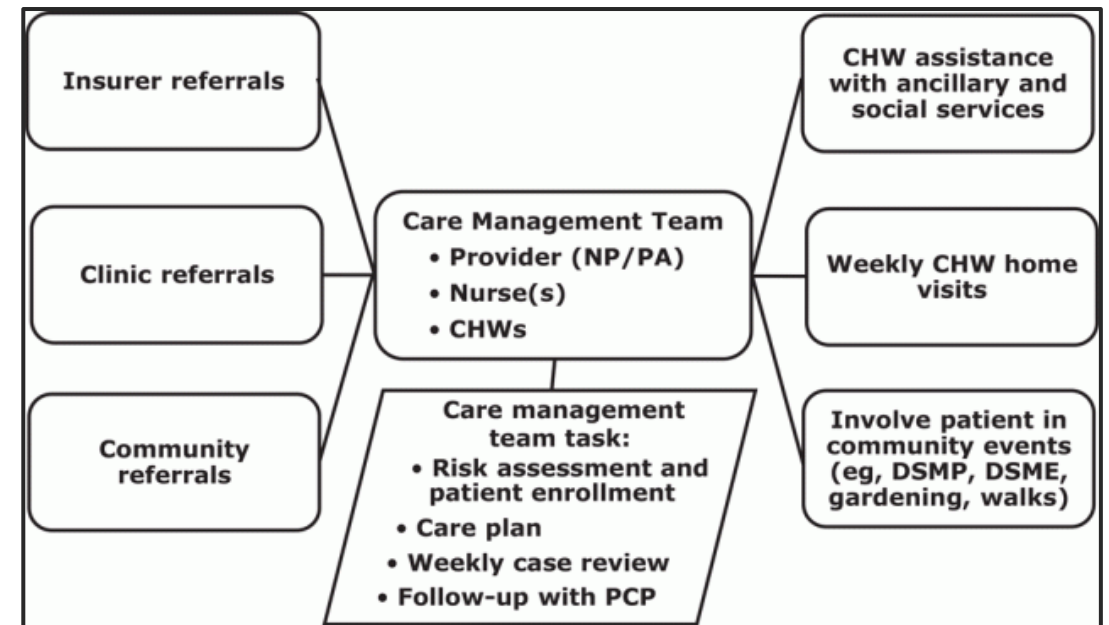 Insurer referrals
Clinic referrals
Community
referrals
Care Management Team
• Provider (NP/PA)
• Nurse(s)
• CHWs
Care management
team task:
• Risk assessment and
patient enrollment
• Care plan
• Weekly case review
• Follow-up with PCP
CHW assistance
with ancillary and
social services
Weekly CHW home
visits
Involve patient in
community events
(eg, DSMP, DSME,
gardening, walks)